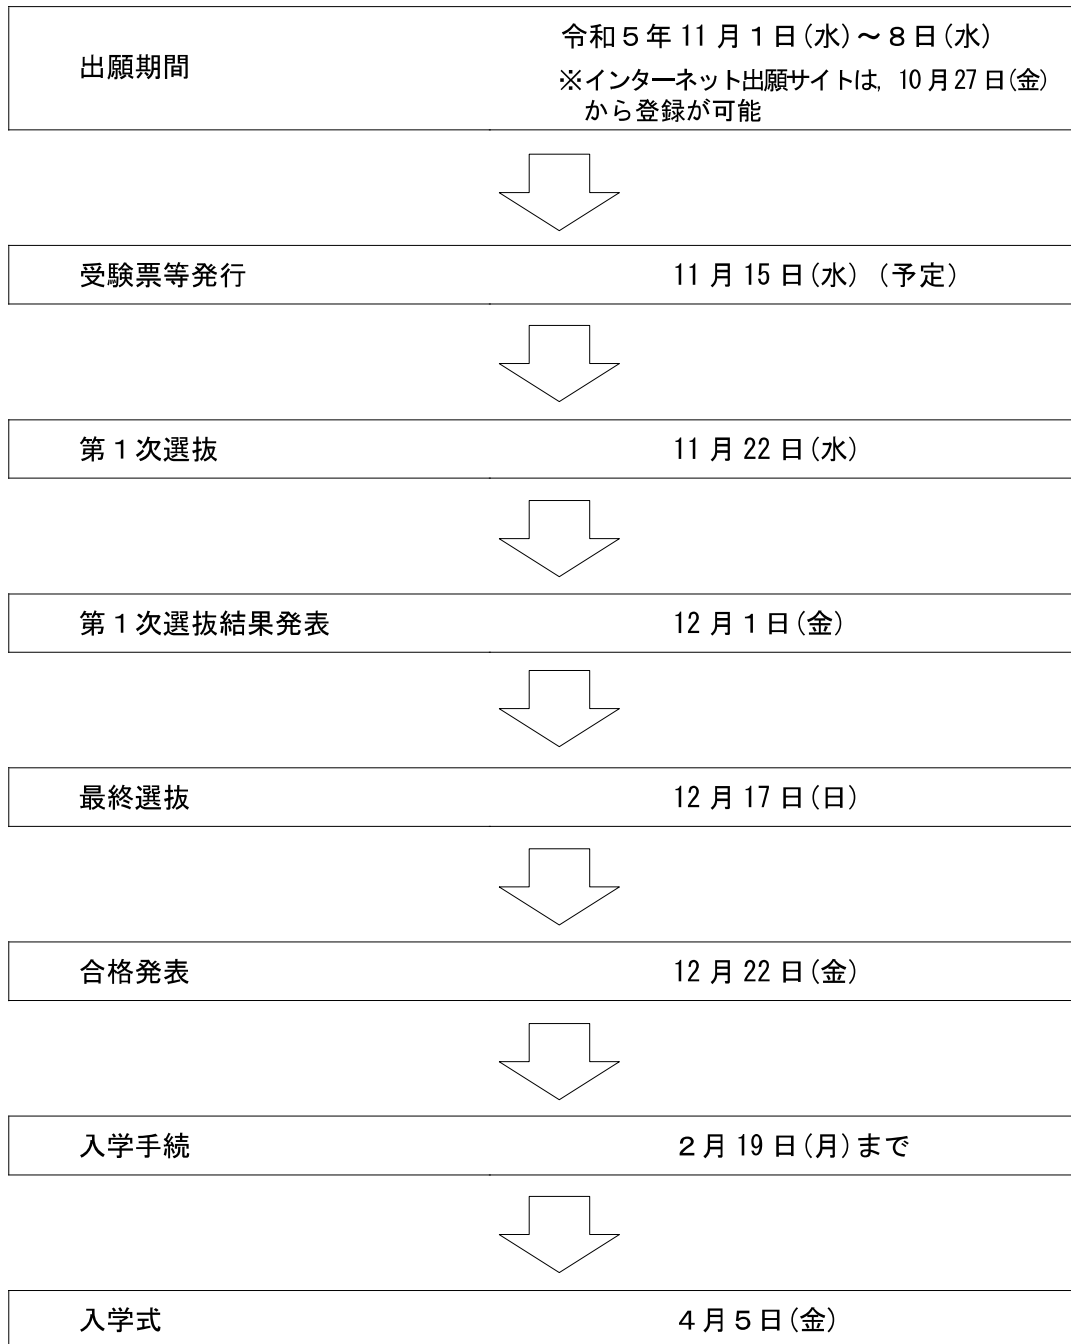 出願期間
令和５年 11 月１日(水)～８日(水)
※インターネット出願サイトは，10 月 27 日(金)
から登録が可能
受験票等発行 11 月 15 日(水)（予定）
第１次選抜 11 月 22 日(水)
第１次選抜結果発表 12 月１日(金)
最終選抜 12 月 17 日(日)
合格発表 12 月 22 日(金)
入学手続 ２月 19 日(月)まで
入学式 ４月５日(金)